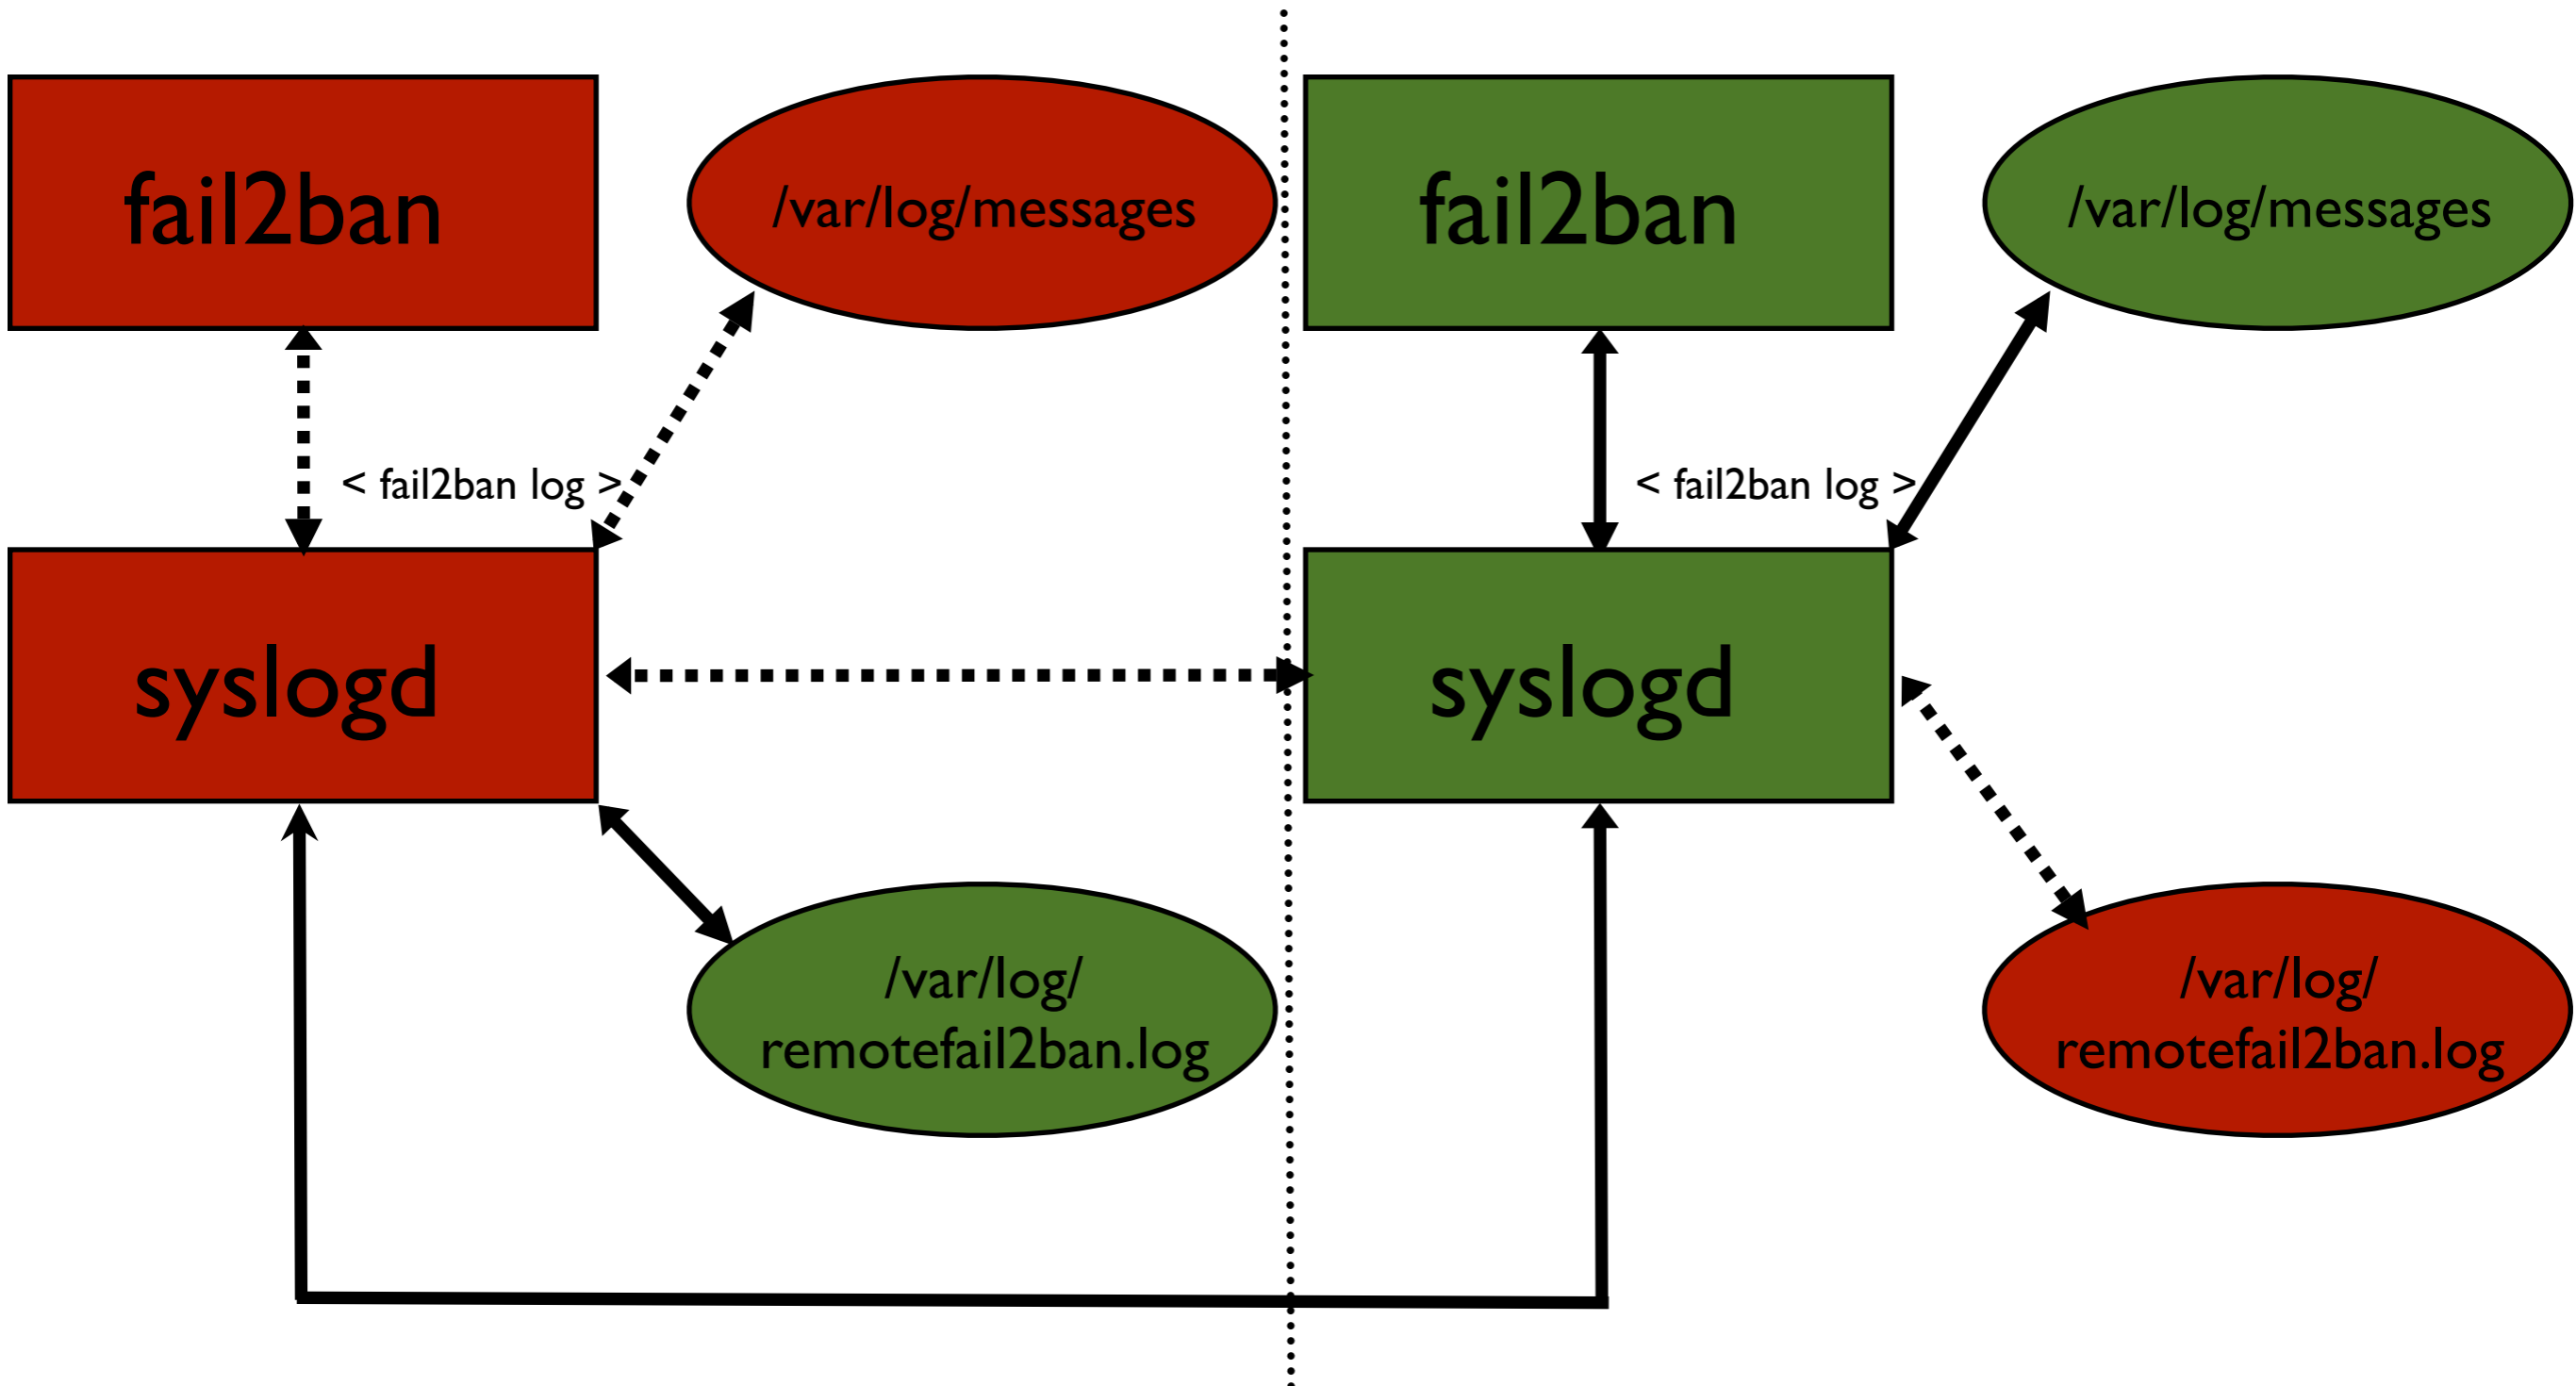 fail2ban
/var/log/messages
fail2ban
/var/log/messages
< fail2ban log >
< fail2ban log >
syslogd
syslogd
/var/log/
remotefail2ban.log
/var/log/
remotefail2ban.log